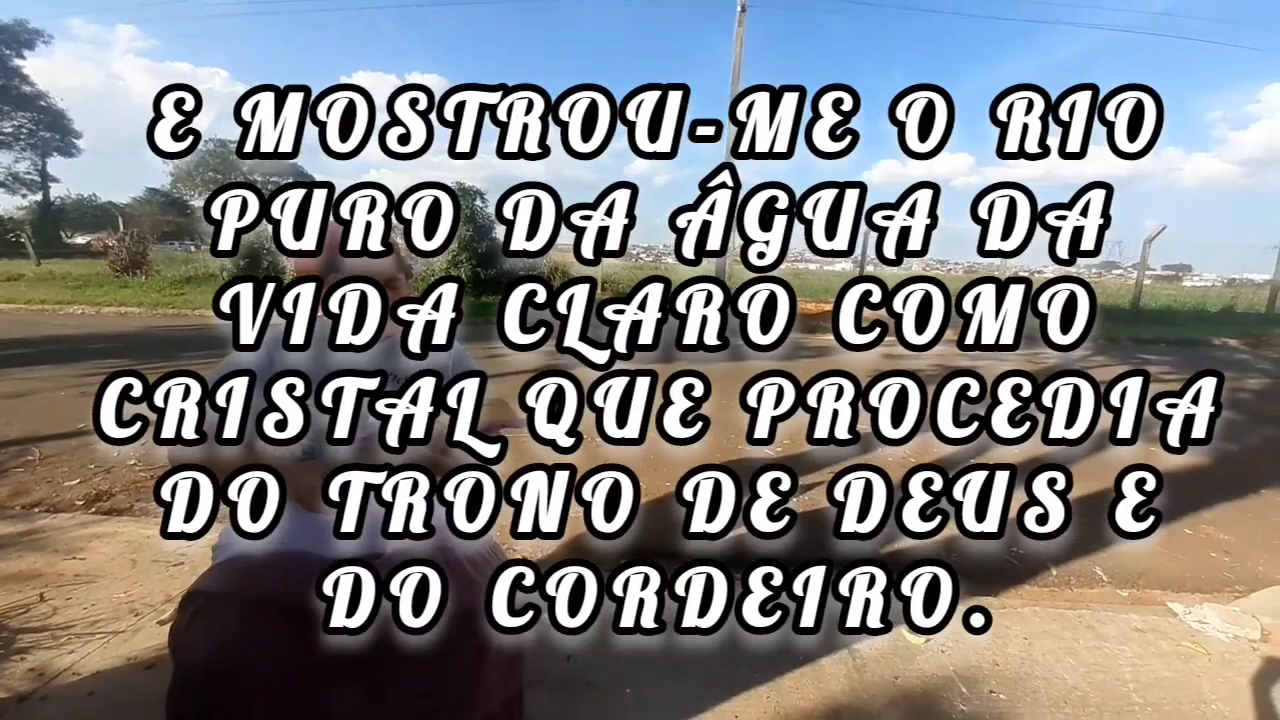 E MOSTROU-ME O RIO
PURO DA ÂGUA DA
VIDA CLARO COMO
CRISTAL QUE PROCEDIA
DO TRONO DE DEUS E
DO CORDEIRO.